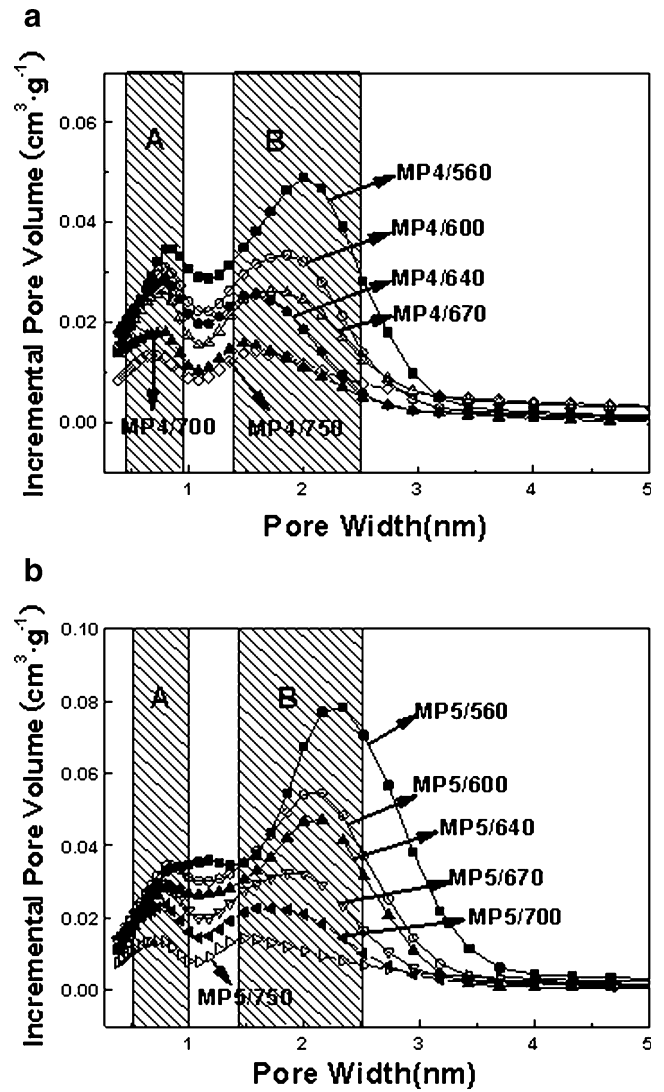 a
Incremental Pore Volume (cm³·g⁻¹)
0.06
0.04
0.02
0.00
A
B
MP4/560
MP4/600
MP4/640
MP4/670
MP4/700
MP4/750
1
2
3
4
5
Pore Width(nm)
b
Incremental Pore Volume (cm³·g⁻¹)
0.10
0.08
0.06
0.04
0.02
0.00
A
B
MP5/560
MP5/600
MP5/640
MP5/670
MP5/700
MP5/750
1
2
3
4
5
Pore Width(nm)